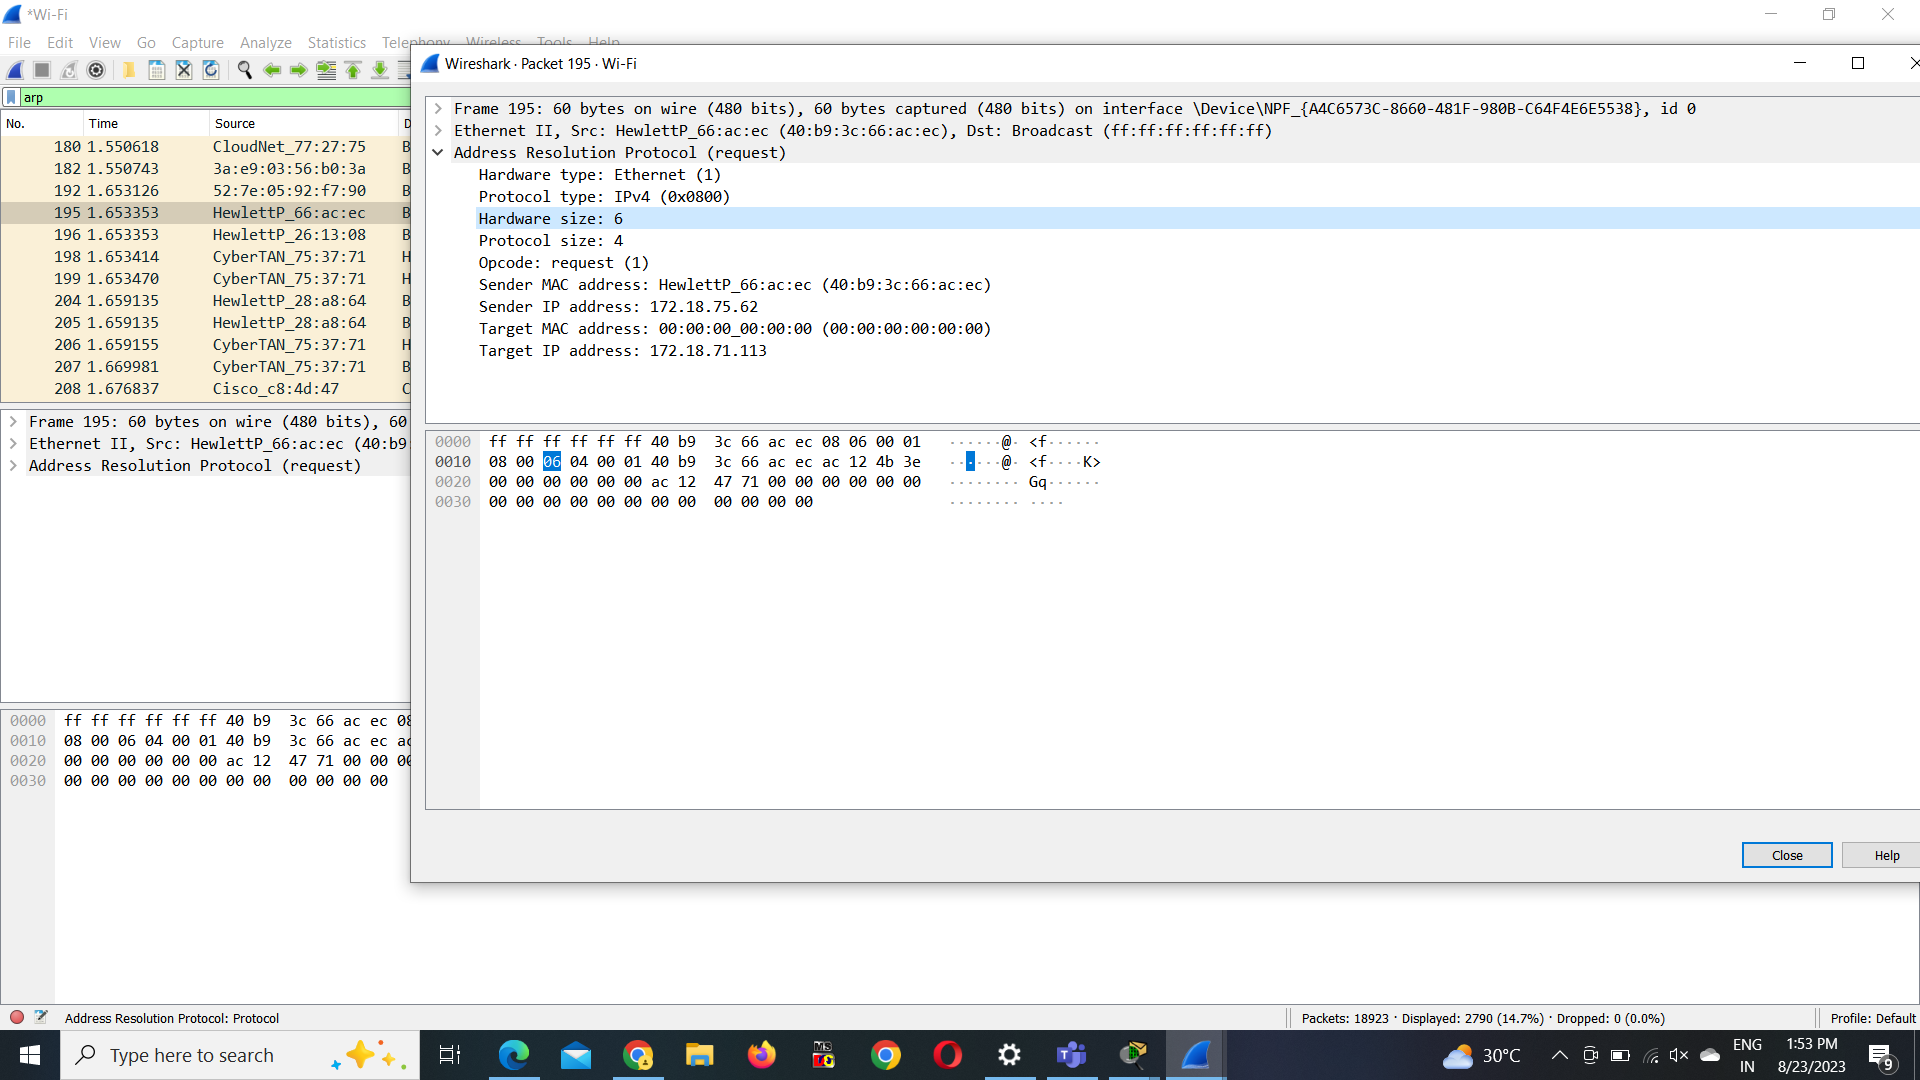 *Wi-Fi
File Edit View Go Capture Analyze Statistics Telephony Wireless Tools Help
arp
No. Time Source D
180 1.550618 CloudNet_77:27:75 B
182 1.550743 3a:e9:03:56:b0:3a B
192 1.653126 52:7e:05:92:f7:90 B
195 1.653353 HewlettP_66:ac:ec B
196 1.653353 HewlettP_26:13:08 B
198 1.653414 CyberTAN_75:37:71 H
199 1.653470 CyberTAN_75:37:71 H
204 1.659135 HewlettP_28:a8:64 B
205 1.659135 HewlettP_28:a8:64 B
206 1.659155 CyberTAN_75:37:71 H
207 1.669981 CyberTAN_75:37:71 B
208 1.676837 Cisco_c8:4d:47 C
Frame 195: 60 bytes on wire (480 bits), 60
Ethernet II, Src: HewlettP_66:ac:ec (40:b9:
Address Resolution Protocol (request)
0000 ff ff ff ff ff ff 40 b9 3c 66 ac ec 08
0010 08 00 06 04 00 01 40 b9 3c 66 ac ec ac
0020 00 00 00 00 00 00 ac 12 47 71 00 00 00
0030 00 00 00 00 00 00 00 00 00 00 00 00
Wireshark · Packet 195 · Wi-Fi
Frame 195: 60 bytes on wire (480 bits), 60 bytes captured (480 bits) on interface \Device\NPF_{A4C6573C-8660-481F-980B-C64F4E6E5538}, id 0
Ethernet II, Src: HewlettP_66:ac:ec (40:b9:3c:66:ac:ec), Dst: Broadcast (ff:ff:ff:ff:ff:ff)
Address Resolution Protocol (request)
Hardware type: Ethernet (1)
Protocol type: IPv4 (0x0800)
Hardware size: 6
Protocol size: 4
Opcode: request (1)
Sender MAC address: HewlettP_66:ac:ec (40:b9:3c:66:ac:ec)
Sender IP address: 172.18.75.62
Target MAC address: 00:00:00_00:00:00 (00:00:00:00:00:00)
Target IP address: 172.18.71.113
0000 ff ff ff ff ff ff 40 b9 3c 66 ac ec 08 06 00 01 ······@· <f······
0010 08 00 06 04 00 01 40 b9 3c 66 ac ec ac 12 4b 3e ······@· <f····K>
0020 00 00 00 00 00 00 ac 12 47 71 00 00 00 00 00 00 ········ Gq······
0030 00 00 00 00 00 00 00 00 00 00 00 00 ········ ····
Close Help
Address Resolution Protocol: Protocol
Packets: 18923 · Displayed: 2790 (14.7%) · Dropped: 0 (0.0%)
Profile: Default
Type here to search
MS
30°C
ENG
IN
1:53 PM
8/23/2023
9